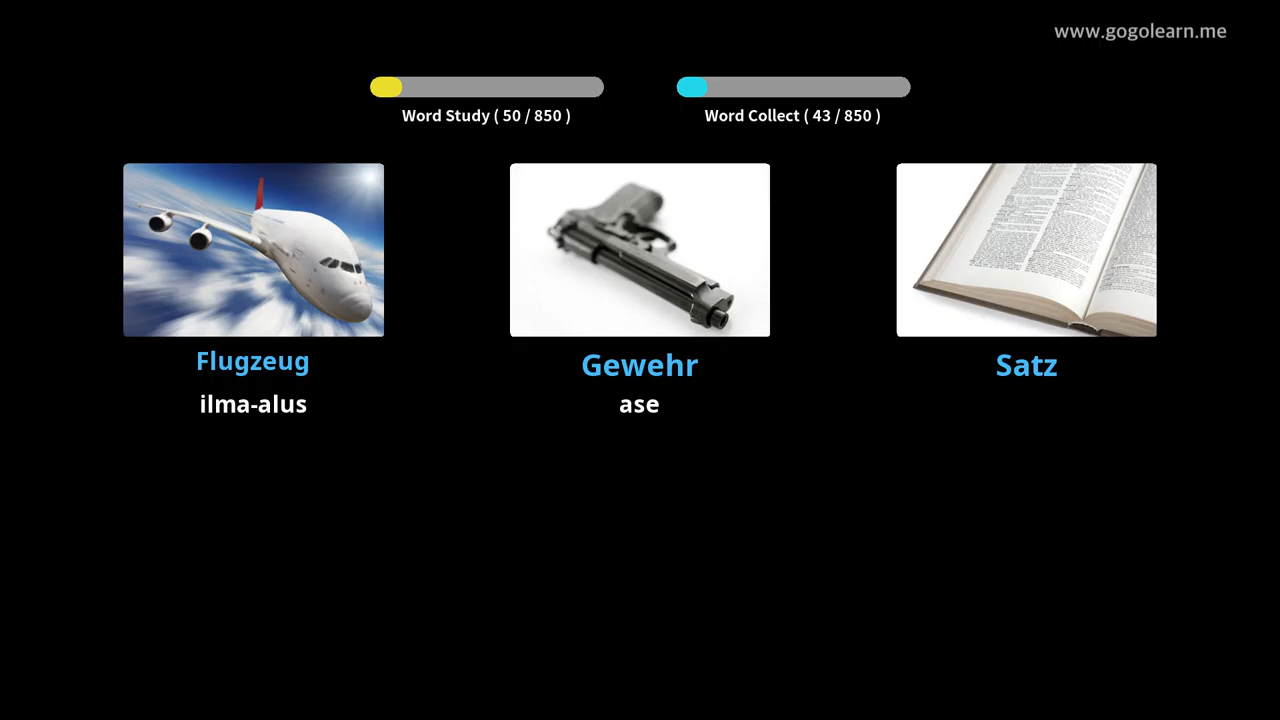 www.gogolearn.me
Word Study ( 50 / 850 )
Word Collect ( 43 / 850 )
Flugzeug
Gewehr
Satz
ilma-alus
ase